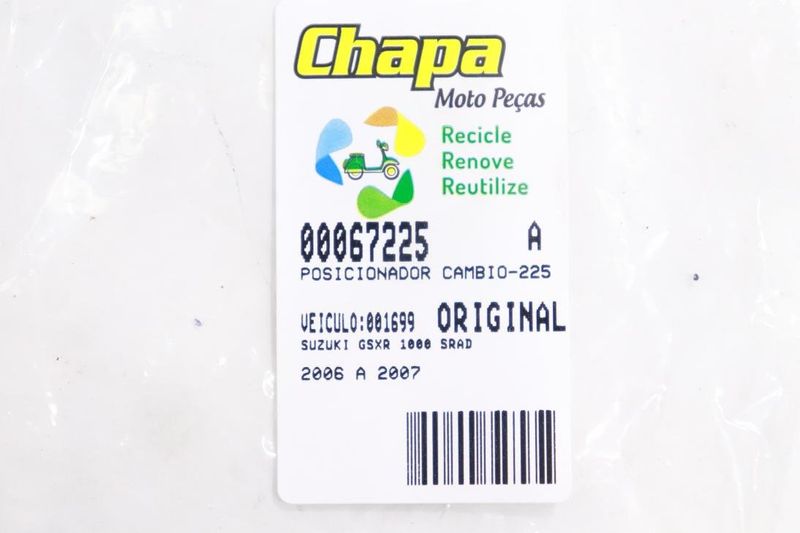 Chapa
Moto Peças
Recicle
Renove
Reutilize
00067225 A
POSICIONADOR CAMBIO-225
VEICULO:001699 ORIGINAL
SUZUKI GSXR 1000 SRAD
2006 A 2007